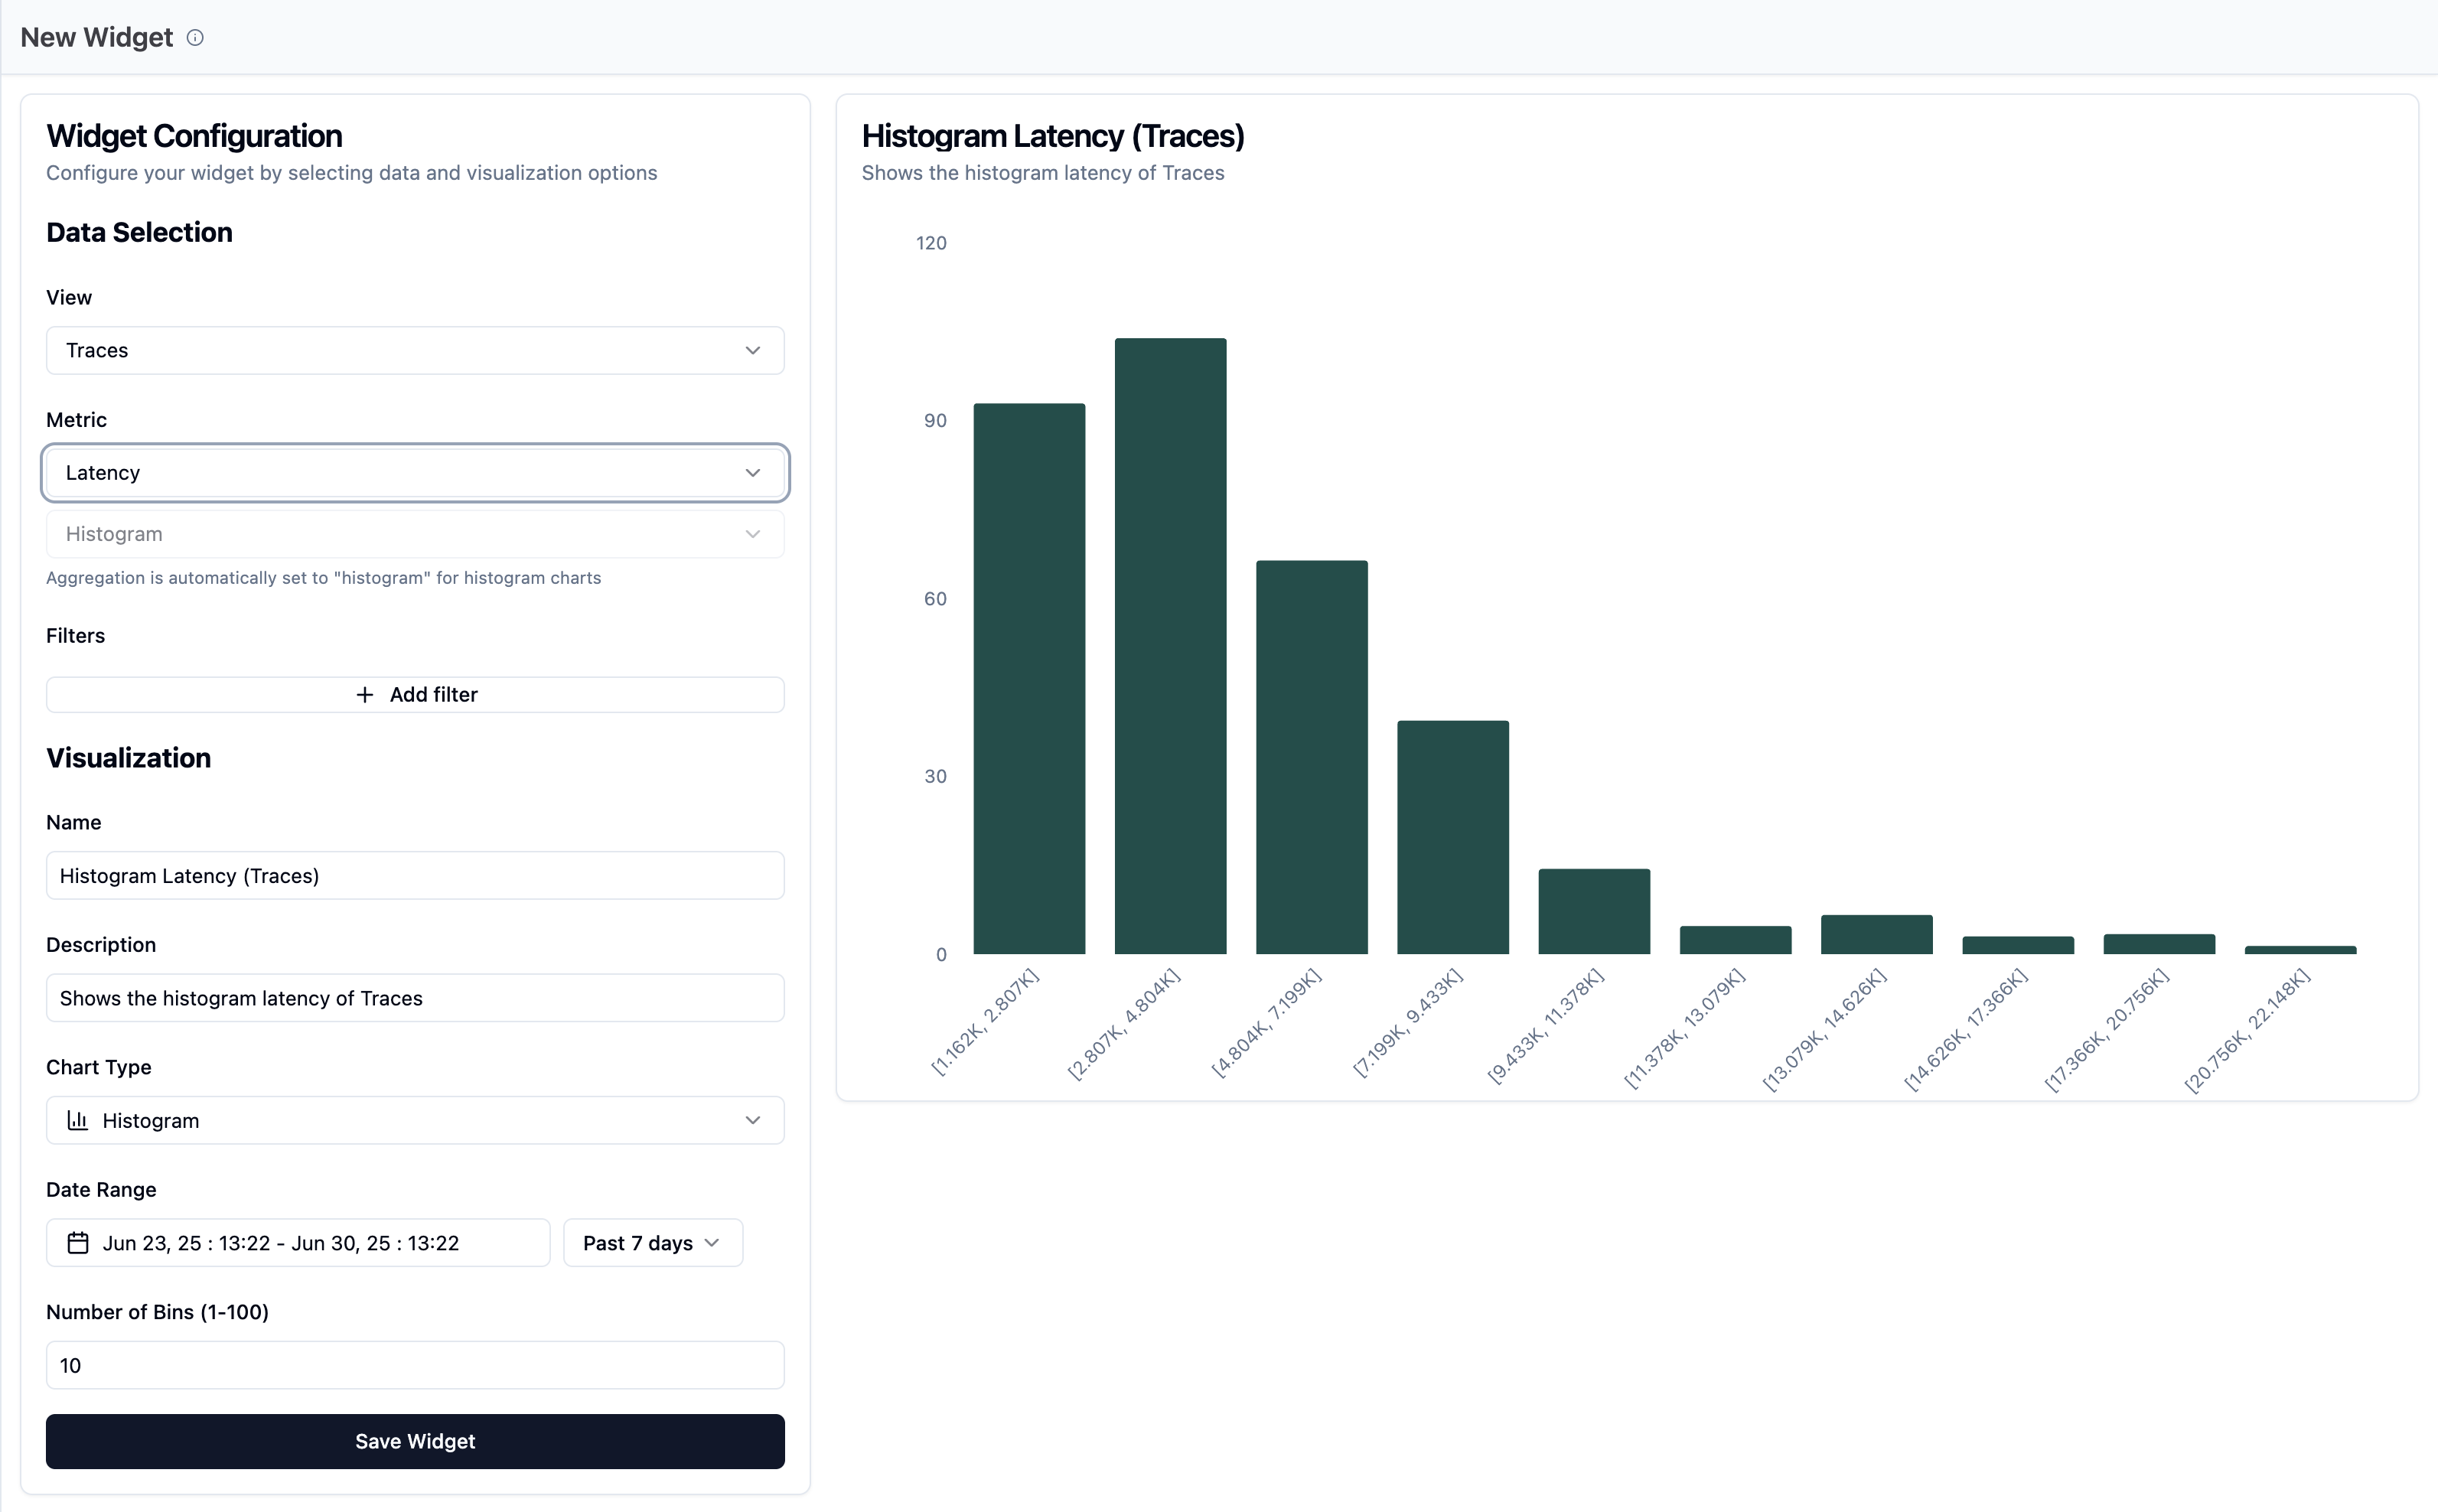 New Widget
Widget Configuration
Configure your widget by selecting data and visualization options
Data Selection
View
Traces
Metric
Latency
Histogram
Aggregation is automatically set to "histogram" for histogram charts
Filters
Add filter
Visualization
Name
Histogram Latency (Traces)
Description
Shows the histogram latency of Traces
Chart Type
Histogram
Date Range
Jun 23, 25 : 13:22 - Jun 30, 25 : 13:22
Past 7 days
Number of Bins (1-100)
10
Save Widget
Histogram Latency (Traces)
Shows the histogram latency of Traces
120
90
60
30
0
[1.162K, 2.807K]
[2.807K, 4.804K]
[4.804K, 7.199K]
[7.199K, 9.433K]
[9.433K, 11.378K]
[11.378K, 13.079K]
[13.079K, 14.626K]
[14.626K, 17.366K]
[17.366K, 20.756K]
[20.756K, 22.148K]